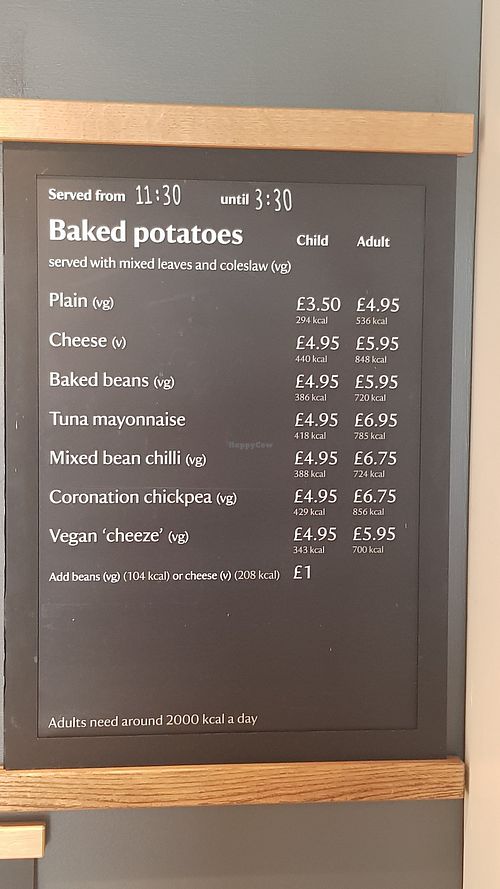 Served from 11:30 until 3:30
Baked potatoes Child Adult
served with mixed leaves and coleslaw (vg)
Plain (vg) £3.50 £4.95
294 kcal 536 kcal
Cheese (v) £4.95 £5.95
440 kcal 848 kcal
Baked beans (vg) £4.95 £5.95
386 kcal 720 kcal
Tuna mayonnaise £4.95 £6.95
418 kcal 785 kcal
HappyCow
Mixed bean chilli (vg) £4.95 £6.75
388 kcal 724 kcal
Coronation chickpea (vg) £4.95 £6.75
429 kcal 856 kcal
Vegan ‘cheeze’ (vg) £4.95 £5.95
343 kcal 700 kcal
Add beans (vg) (104 kcal) or cheese (v) (208 kcal) £1
Adults need around 2000 kcal a day